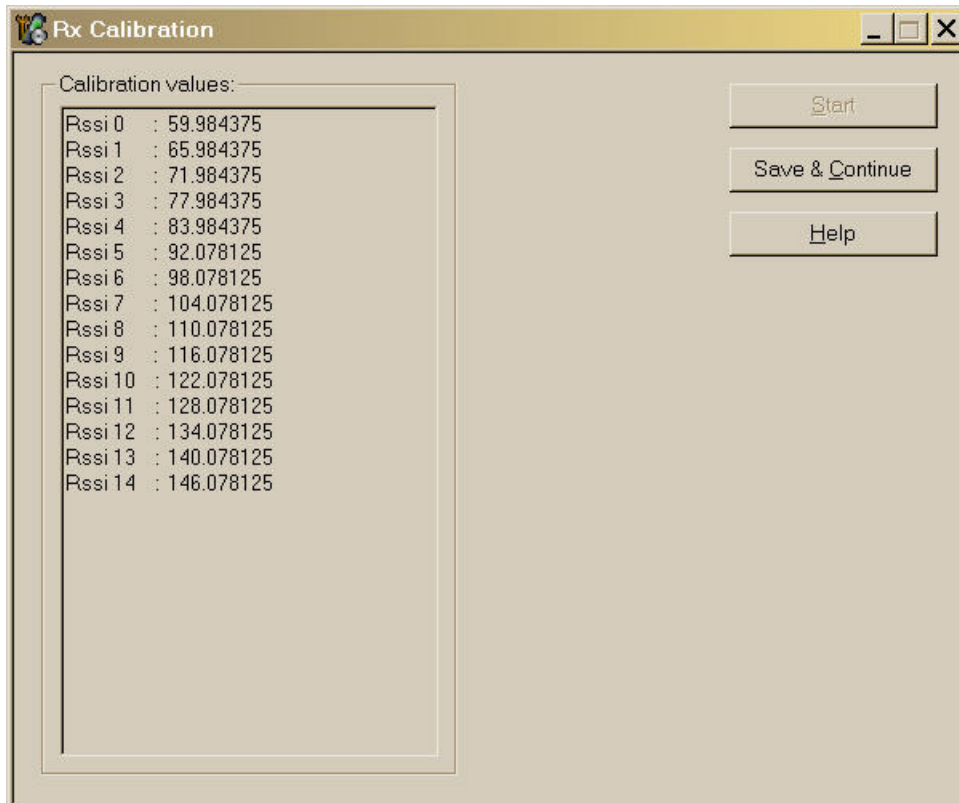 Rx Calibration
Calibration values:
Rssi 0 : 59.984375
Rssi 1 : 65.984375
Rssi 2 : 71.984375
Rssi 3 : 77.984375
Rssi 4 : 83.984375
Rssi 5 : 92.078125
Rssi 6 : 98.078125
Rssi 7 : 104.078125
Rssi 8 : 110.078125
Rssi 9 : 116.078125
Rssi 10 : 122.078125
Rssi 11 : 128.078125
Rssi 12 : 134.078125
Rssi 13 : 140.078125
Rssi 14 : 146.078125
Start
Save & Continue
Help